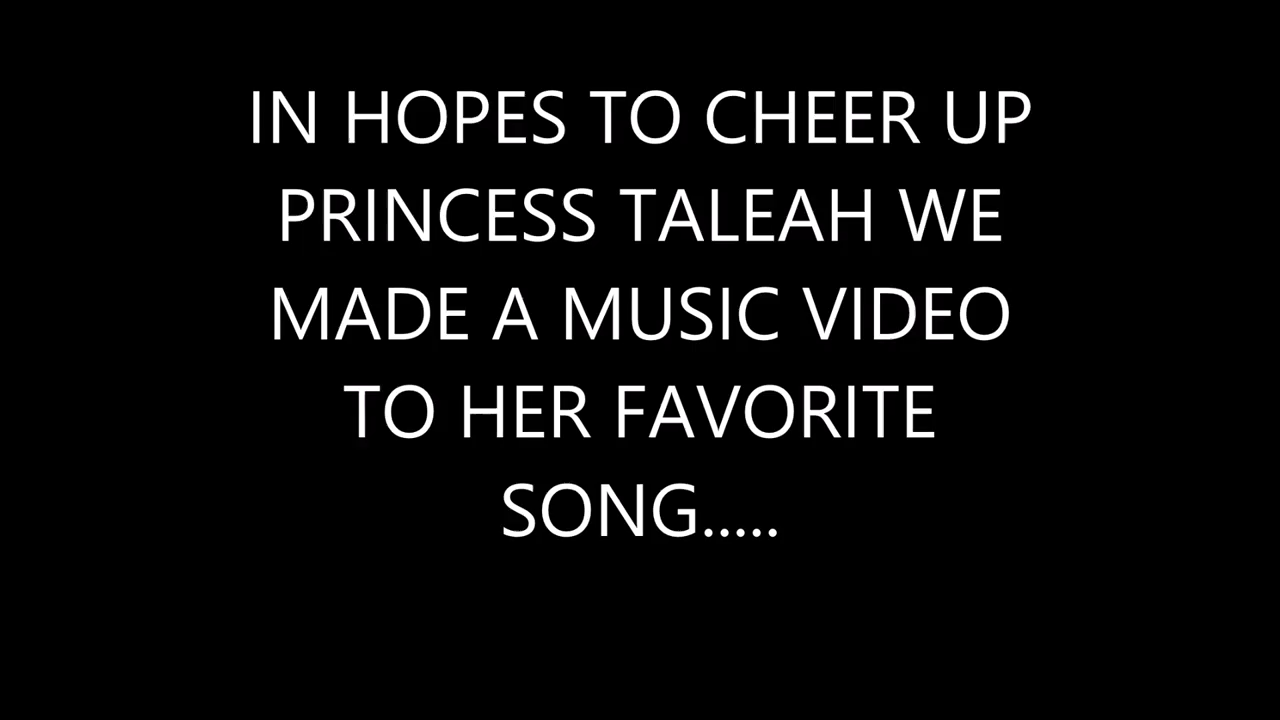 IN HOPES TO CHEER UP
PRINCESS TALEAH WE
MADE A MUSIC VIDEO
TO HER FAVORITE
SONG.....